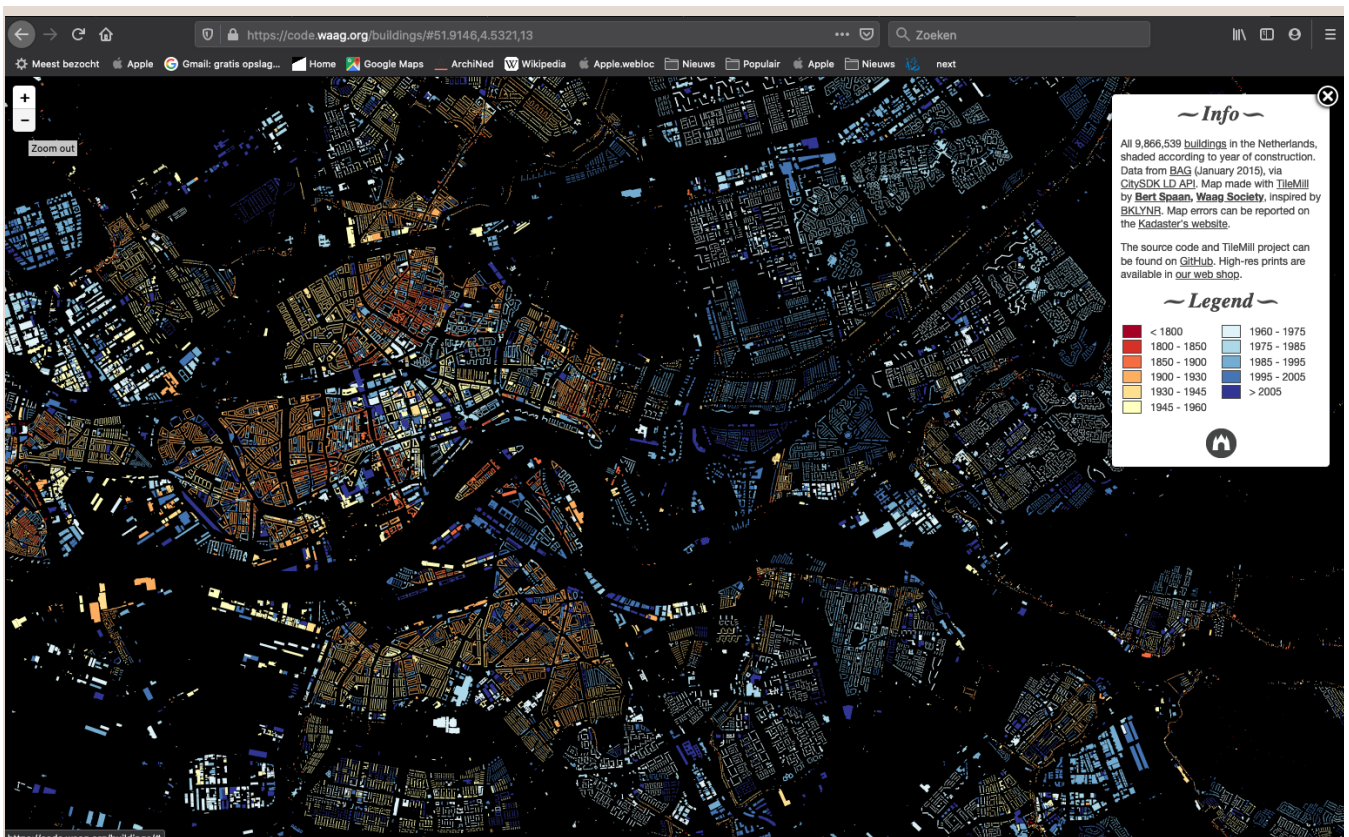 https://code.waag.org/buildings/#51.9146,4.5321,13
Zoeken
Meest bezocht Apple Gmail: gratis opslag... Home Google Maps ArchiNed Wikipedia Apple.webloc Nieuws Populair Apple Nieuws next
+
−
Zoom out
Info
All 9,866,539 buildings in the Netherlands,
shaded according to year of construction.
Data from BAG (January 2015), via
CitySDK LD API. Map made with TileMill
by Bert Spaan, Waag Society, inspired by
BKLYNR. Map errors can be reported on
the Kadaster's website.
The source code and TileMill project can
be found on GitHub. High-res prints are
available in our web shop.
Legend
< 1800
1800 - 1850
1850 - 1900
1900 - 1930
1930 - 1945
1945 - 1960
1960 - 1975
1975 - 1985
1985 - 1995
1995 - 2005
> 2005